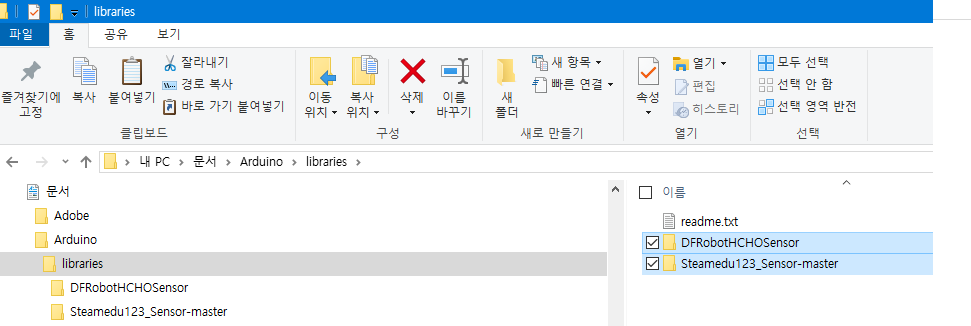 libraries
파일 홈 공유 보기
즐겨찾기에 고정
복사
붙여넣기
잘라내기
경로 복사
바로 가기 붙여넣기
클립보드
이동 위치
복사 위치
삭제
이름 바꾸기
구성
새 폴더
새 항목
빠른 연결
새로 만들기
속성
열기
편집
히스토리
열기
모두 선택
선택 안 함
선택 영역 반전
선택
내 PC > 문서 > Arduino > libraries >
문서
Adobe
Arduino
libraries
DFRobotHCHOSensor
Steamedu123_Sensor-master
이름
readme.txt
DFRobotHCHOSensor
Steamedu123_Sensor-master